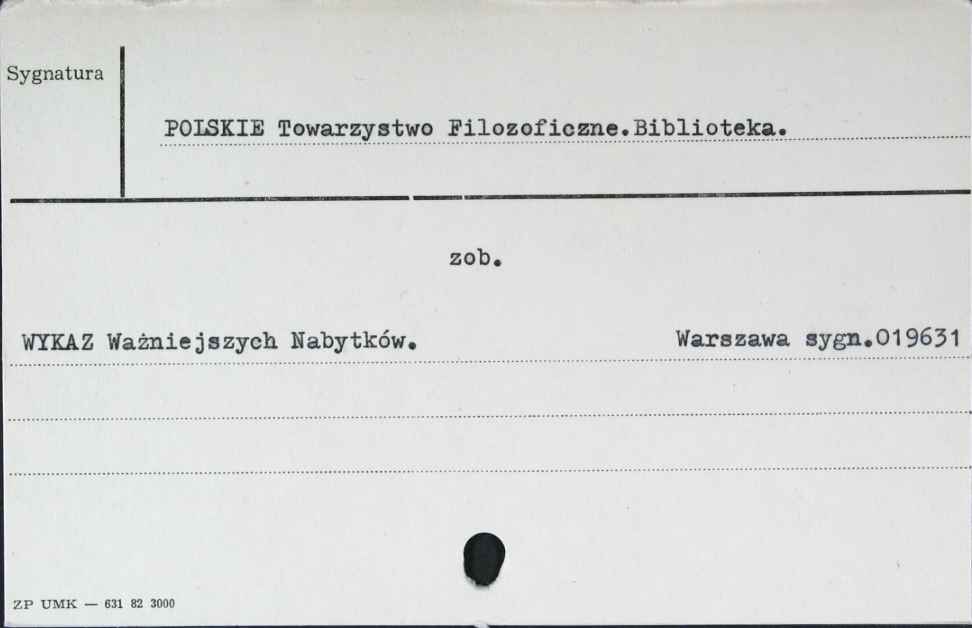 Sygnatura
POLSKIE Towarzystwo Filozoficzne.Biblioteka.
zob.
WYKAZ Ważniejszych Nabytków. Warszawa sygn.019631
ZP UMK — 631 82 3000